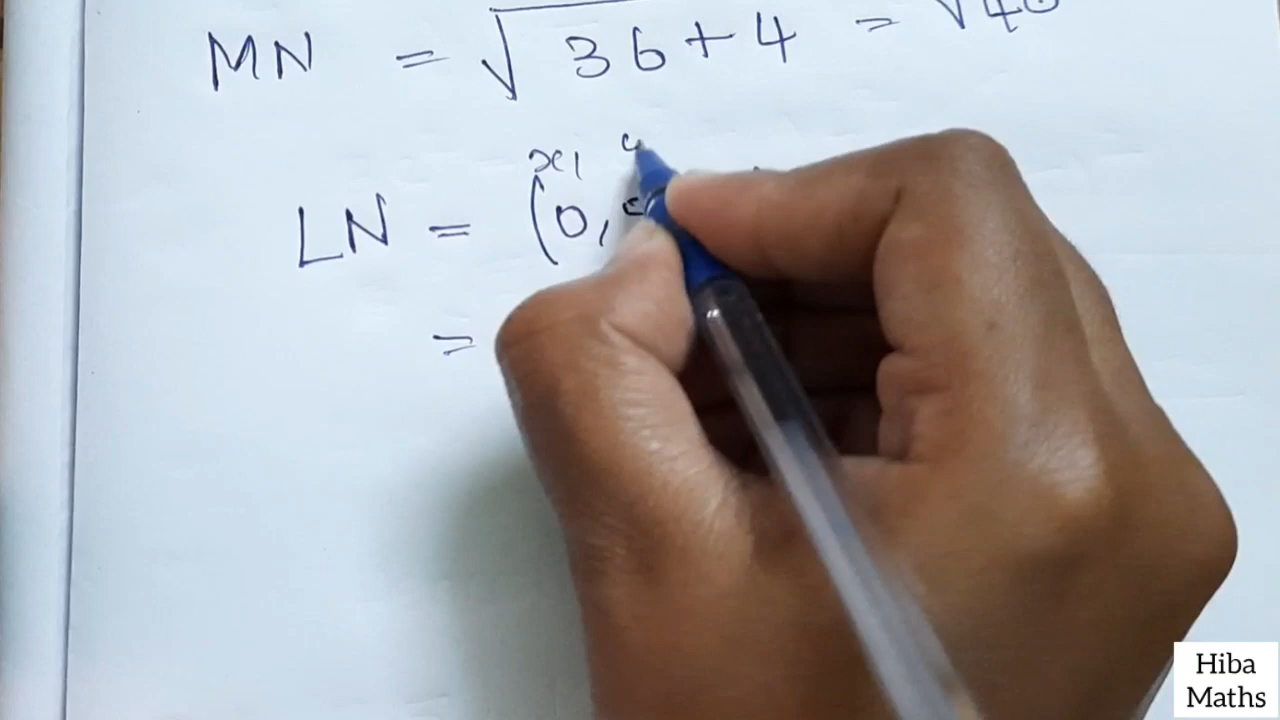 MN = √36+4 = √40
x1
LN = (0,
=
Hiba
Maths